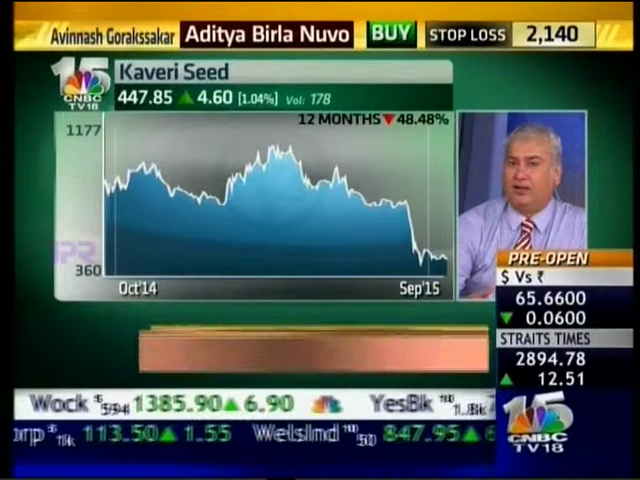 Avinnash Gorakssakar Aditya Birla Nuvo BUY STOP LOSS 2,140
15 CNBC TV18
Kaveri Seed
447.85 ▲ 4.60 [1.04%] Vol: 178
12 MONTHS ▼ 48.48%
1177
360
Oct'14 Sep'15
PRE-OPEN
$ Vs ₹
65.6600
▼ 0.0600
STRAITS TIMES
2894.78
▲ 12.51
Wock 1385.90 ▲ 6.90 YesBk
113.50 ▲ 1.55 WelsInd 847.95 ▲
15 CNBC TV18